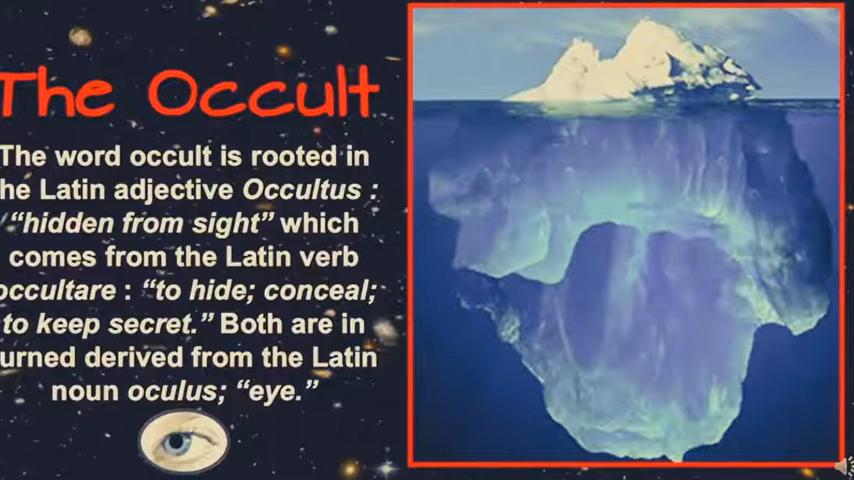 The Occult
The word occult is rooted in
he Latin adjective Occultus :
“hidden from sight” which
comes from the Latin verb
occultare : “to hide; conceal;
to keep secret.” Both are in
urned derived from the Latin
noun oculus; “eye.”